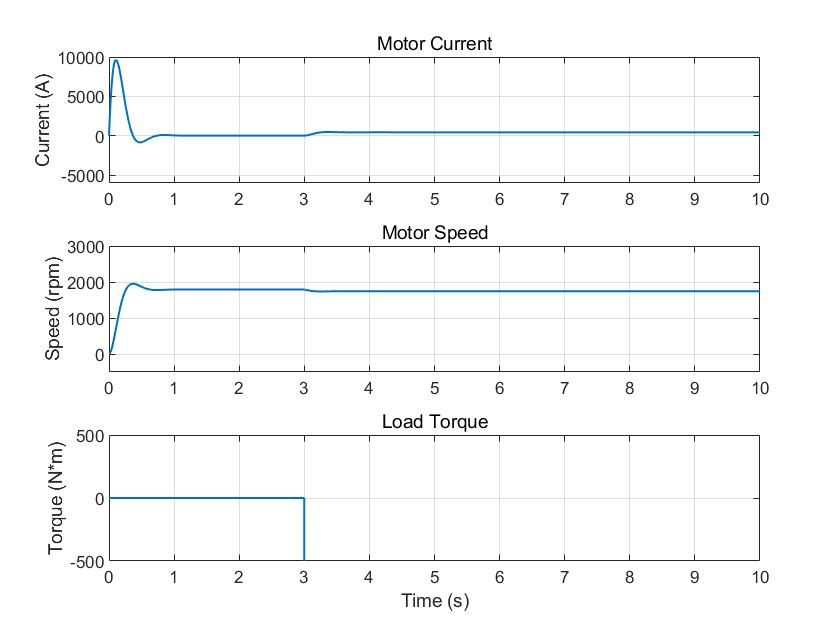 Motor Current
10000
5000
0
-5000
Current (A)
0 1 2 3 4 5 6 7 8 9 10
Motor Speed
3000
2000
1000
0
Speed (rpm)
0 1 2 3 4 5 6 7 8 9 10
Load Torque
500
0
-500
Torque (N*m)
0 1 2 3 4 5 6 7 8 9 10
Time (s)